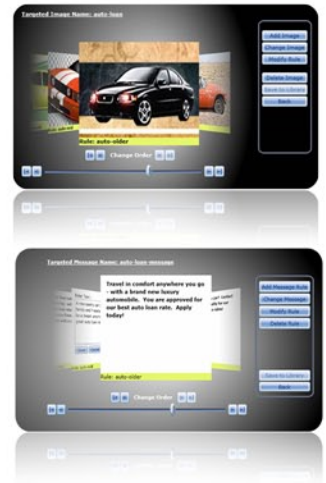 Targeted Image Name: auto-loan
Add Image
Change Image
Modify Rule
Delete Image
Save to Library
Back
Rule: auto-older
Change Order
Targeted Message Name: auto-loan-message
Travel in comfort anywhere you go
- with a brand new luxury
automobile. You are approved for
our best auto loan rate. Apply
today!
Add Message Rule
Change Message
Modify Rule
Delete Rule
Save to Library
Back
Rule: auto-older
Change Order